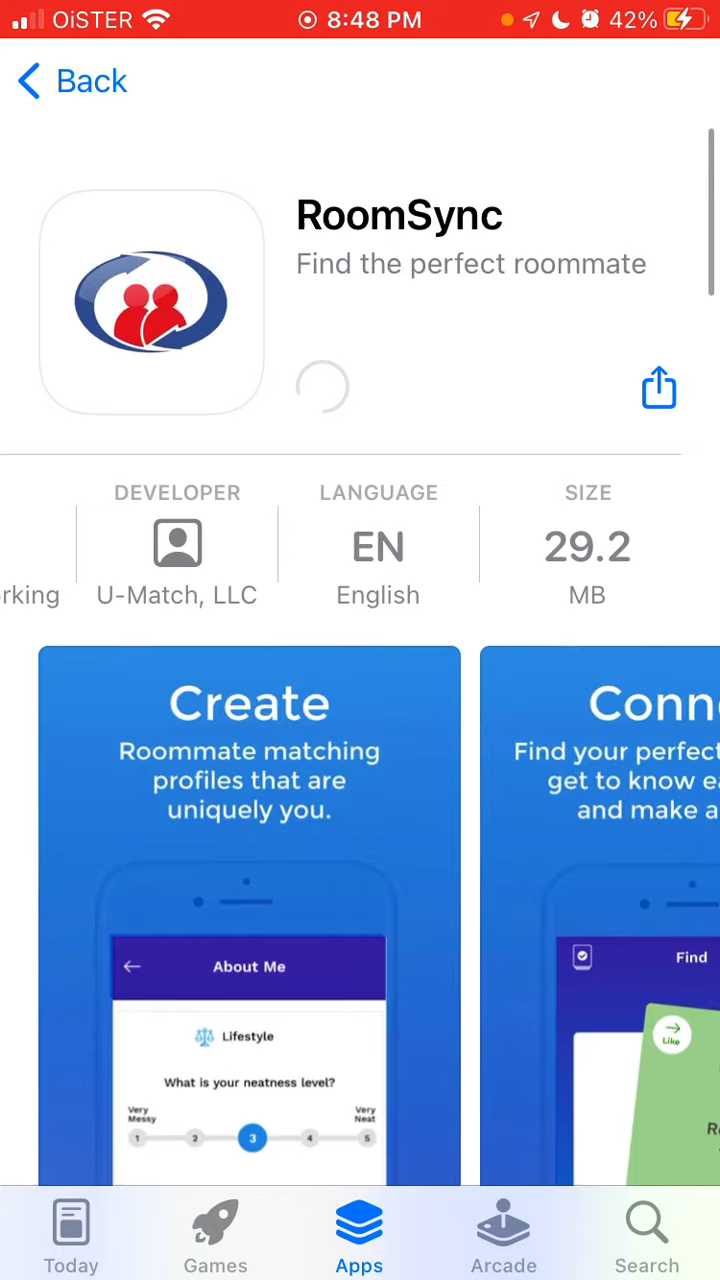 OiSTER 8:48 PM 42%
Back
RoomSync
Find the perfect roommate
DEVELOPER LANGUAGE SIZE
EN 29.2
rking U-Match, LLC English MB
Create
Roommate matching
profiles that are
uniquely you.
About Me
Lifestyle
What is your neatness level?
Very
Messy
Very
Neat
1 2 3 4 5
Conn
Find your perfect
get to know ea
and make a
Find
Like
R
Today Games Apps Arcade Search